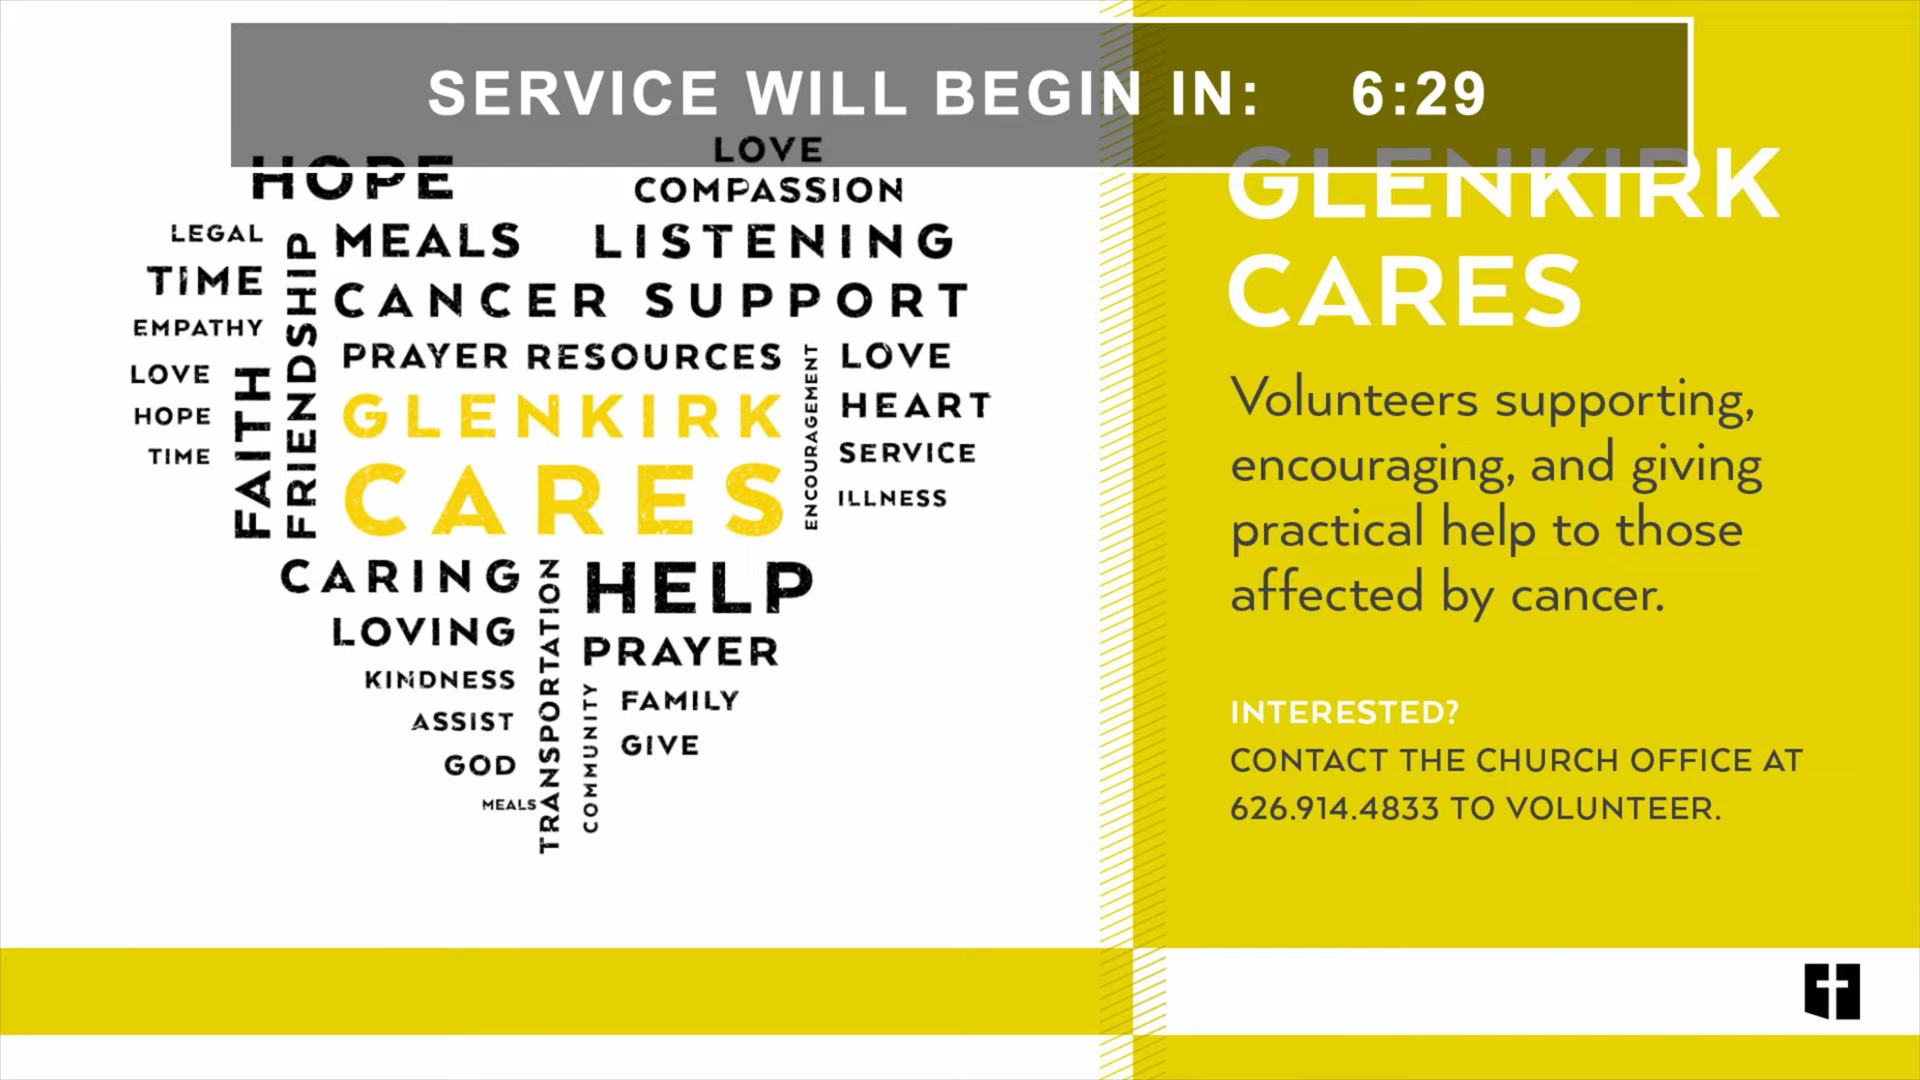 SERVICE WILL BEGIN IN: 6:29
HOPE
LOVE
COMPASSION
LEGAL
TIME
EMPATHY
LOVE
HOPE
TIME
FAITH
FRIENDSHIP
MEALS
LISTENING
CANCER SUPPORT
PRAYER RESOURCES
GLENKIRK
CARES
ENCOURAGEMENT
LOVE
HEART
SERVICE
ILLNESS
CARING
LOVING
KINDNESS
ASSIST
GOD
MEALS
TRANSPORTATION
HELP
PRAYER
COMMUNITY
FAMILY
GIVE
GLENKIRK
CARES
Volunteers supporting,
encouraging, and giving
practical help to those
affected by cancer.
INTERESTED?
CONTACT THE CHURCH OFFICE AT
626.914.4833 TO VOLUNTEER.